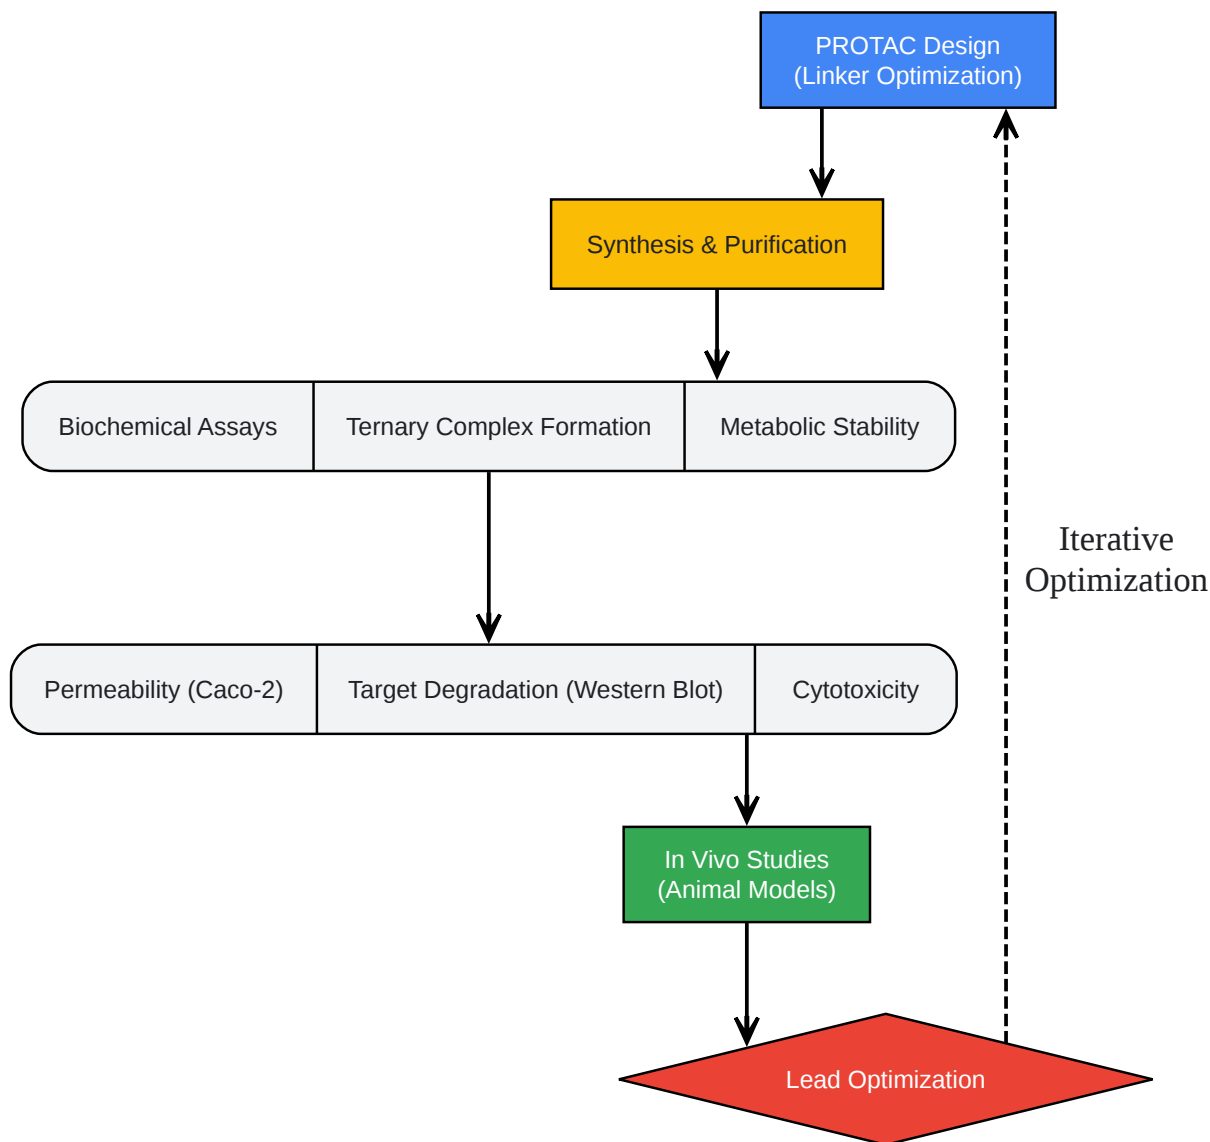 PROTAC Design
(Linker Optimization)
Synthesis & Purification
Biochemical Assays
Ternary Complex Formation
Metabolic Stability
Iterative
Optimization
Permeability (Caco-2)
Target Degradation (Western Blot)
Cytotoxicity
In Vivo Studies
(Animal Models)
Lead Optimization